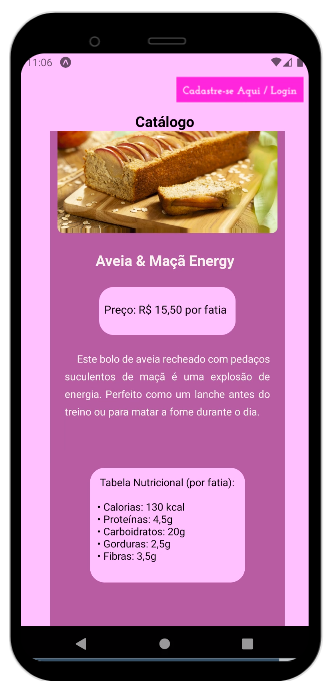 11:06
Cadastre-se Aqui / Login
Catálogo
Aveia & Maçã Energy
Preço: R$ 15,50 por fatia
Este bolo de aveia recheado com pedaços
suculentos de maçã é uma explosão de
energia. Perfeito como um lanche antes do
treino ou para matar a fome durante o dia.
Tabela Nutricional (por fatia):
• Calorias: 130 kcal
• Proteínas: 4,5g
• Carboidratos: 20g
• Gorduras: 2,5g
• Fibras: 3,5g